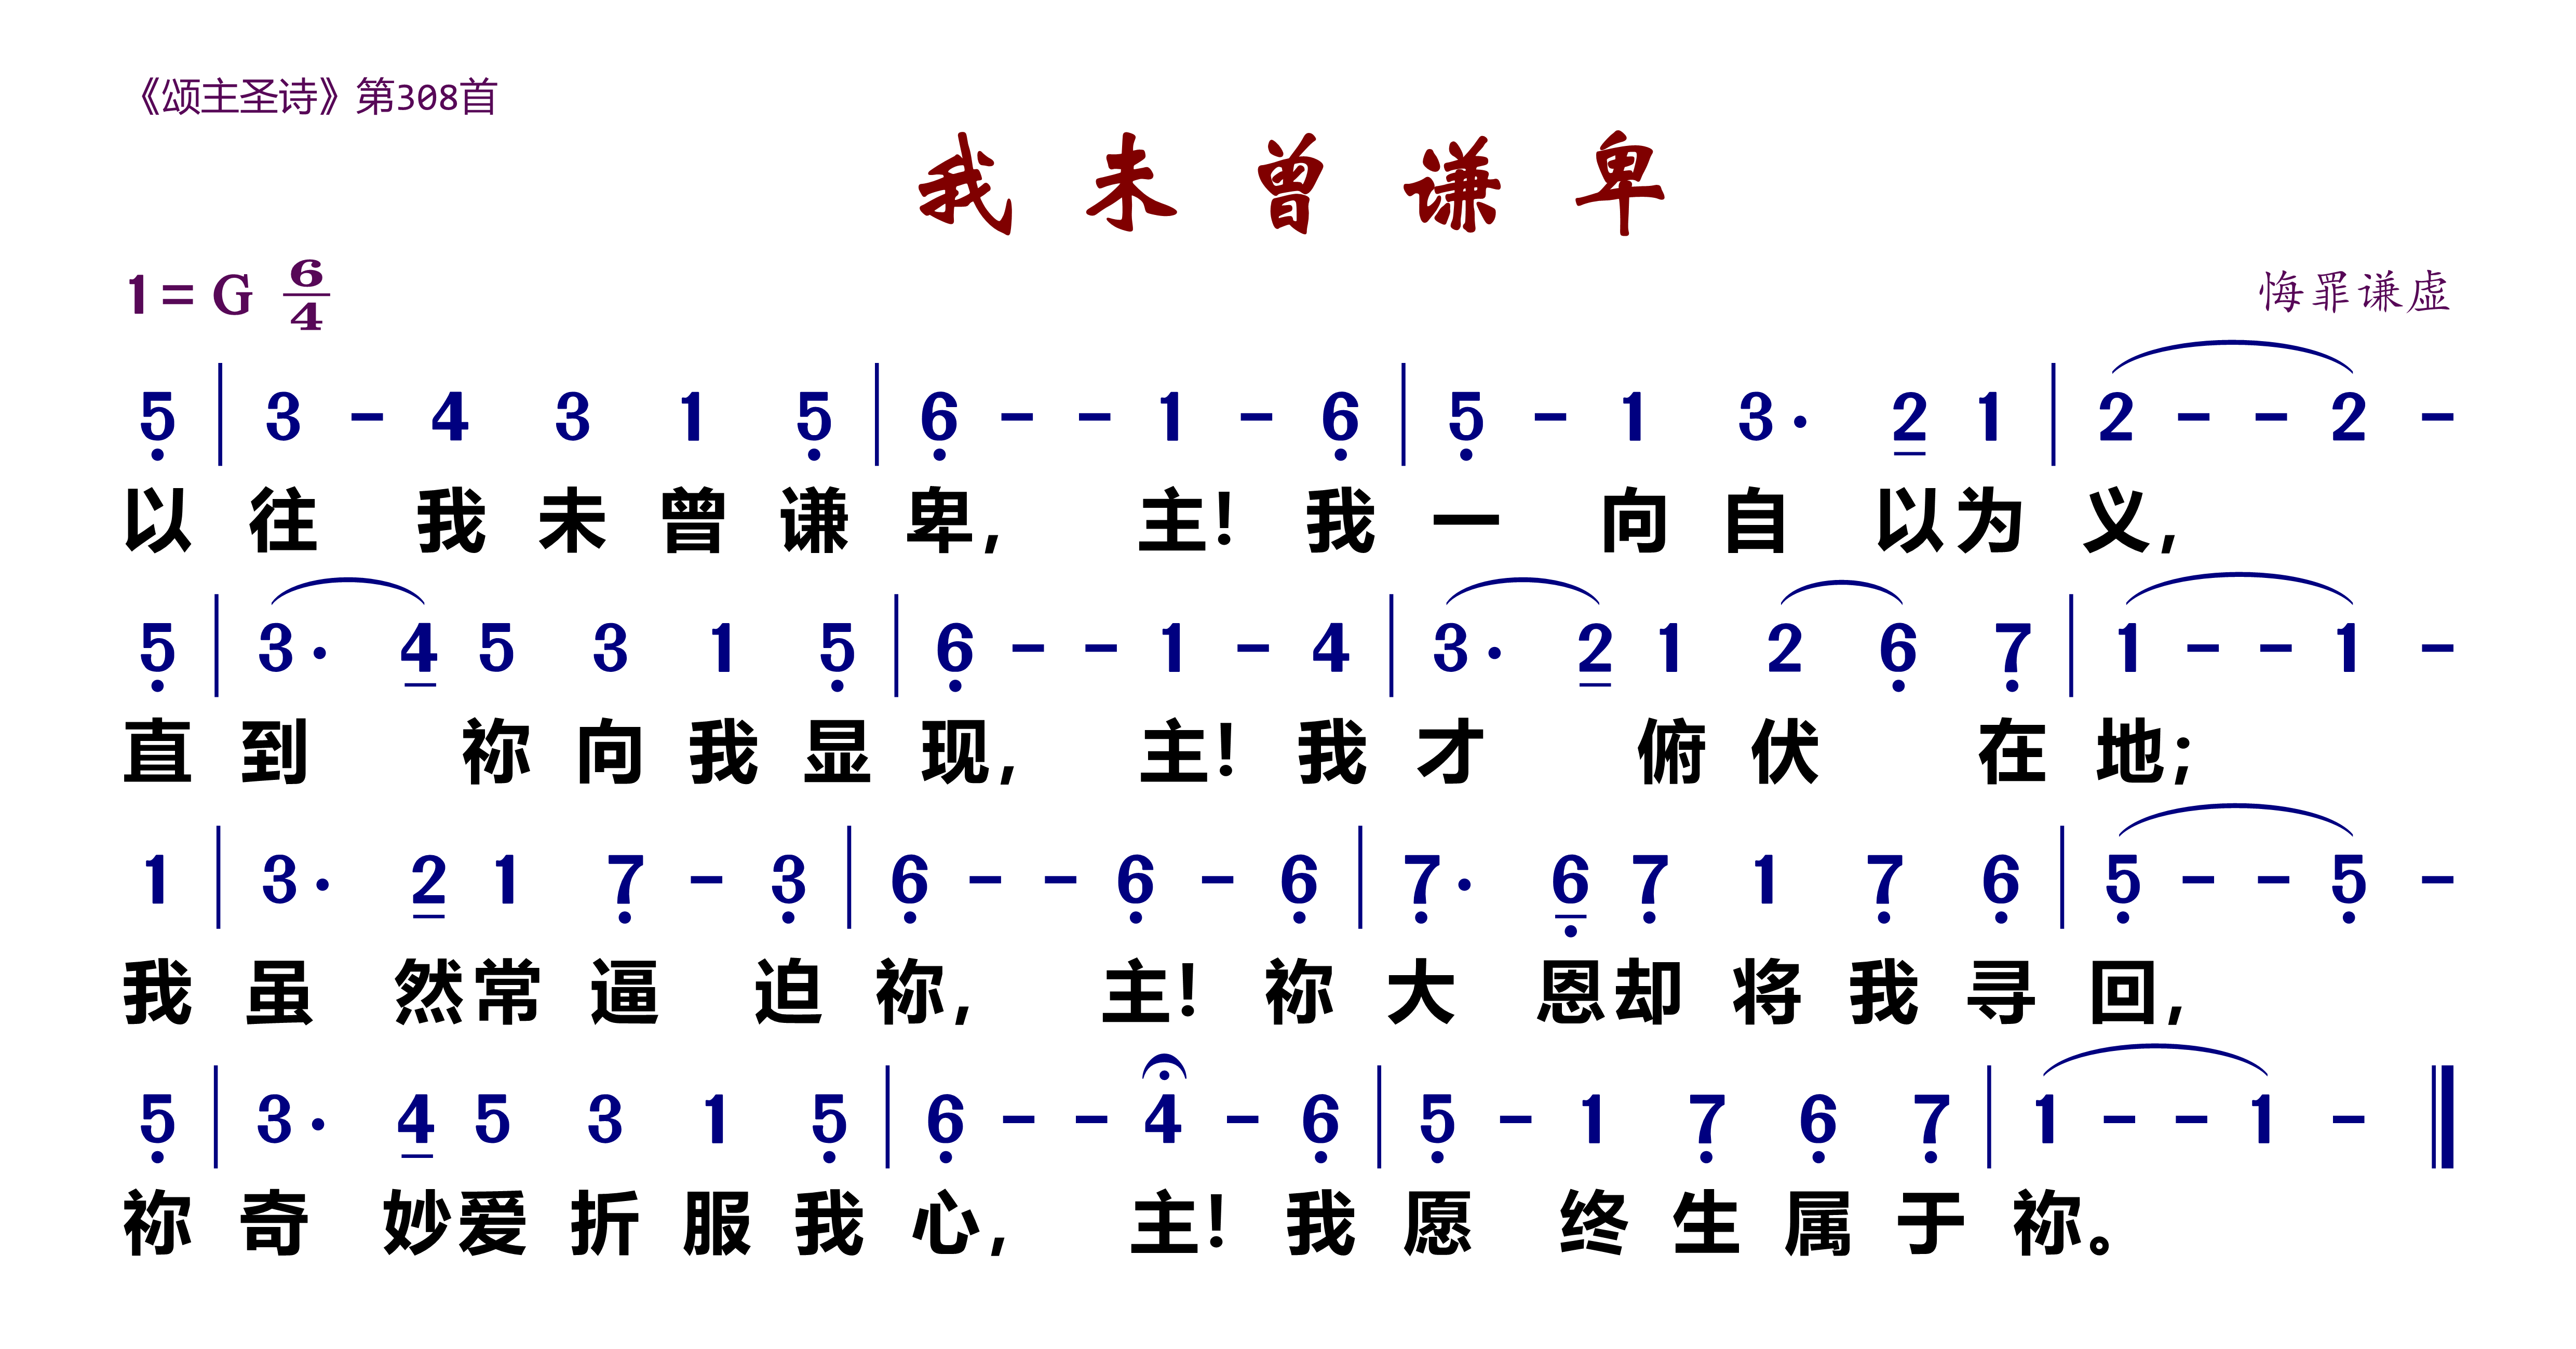 《颂主圣诗》第308首
我未曾谦卑
1= G 6/4
悔罪谦虚
5̣ | 3 - 4 3 1 5̣ | 6̣ - - 1 - 6̣ | 5̣ - 1 3· 2̲ 1 | 2 - - 2 -
以往 我未曾谦卑, 主! 我一 向自 以为义,
5̣ | 3· 4̲ 5 3 1 5̣ | 6̣ - - 1 - 4 | 3· 2̲ 1 2 6̣ 7̣ | 1 - - 1 -
直到 祢向我显现, 主! 我才 俯伏 在地;
1 | 3· 2̲ 1 7̣ - 3̣ | 6̣ - - 6̣ - 6̣ | 7̣· 6̣̲ 7̣ 1 7̣ 6̣ | 5̣ - - 5̣ -
我虽 然常逼 迫祢, 主! 祢大 恩却将我寻回,
5̣ | 3· 4̲ 5 3 1 5̣ | 6̣ - - 4 - 6̣ | 5̣ - 1 7̣ 6̣ 7̣ | 1 - - 1 - ‖
祢奇 妙爱折服我心, 主! 我愿 终生属于祢。